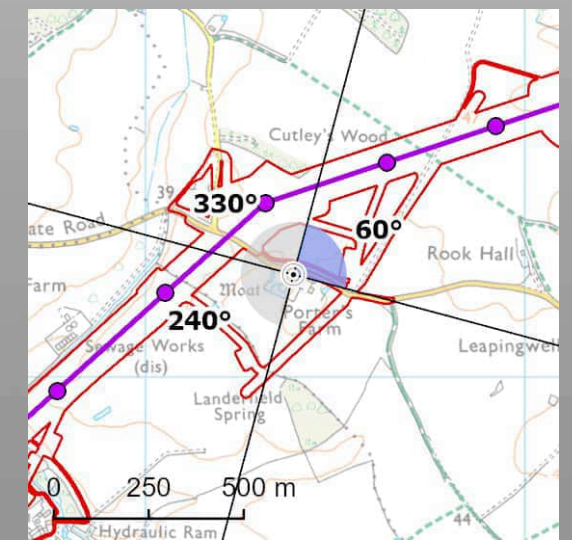 Cutley's Wood
39
330°
60°
ate Road
Rook Hall
arm
Moat
240°
Porter's
Farm
Sewage Works
(dis)
Leapingwel
Landerfield
Spring
0 250 500 m
44
Hydraulic Ram